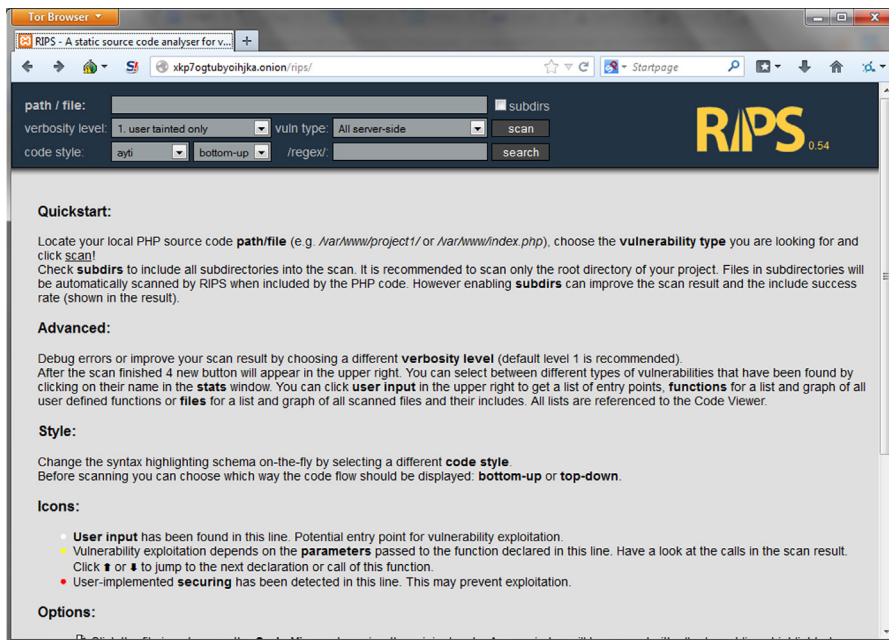 Tor Browser
RIPS - A static source code analyser for v...
xkp7ogtubyoihjka.onion/rips/
Startpage
path / file:
subdirs
verbosity level: 1. user tainted only vuln type: All server-side scan
code style: ayti bottom-up /regex/: search
RIPS 0.54
Quickstart:
Locate your local PHP source code path/file (e.g. /var/www/project1/ or /var/www/index.php), choose the vulnerability type you are looking for and
click scan!
Check subdirs to include all subdirectories into the scan. It is recommended to scan only the root directory of your project. Files in subdirectories will
be automatically scanned by RIPS when included by the PHP code. However enabling subdirs can improve the scan result and the include success
rate (shown in the result).
Advanced:
Debug errors or improve your scan result by choosing a different verbosity level (default level 1 is recommended).
After the scan finished 4 new button will appear in the upper right. You can select between different types of vulnerabilities that have been found by
clicking on their name in the stats window. You can click user input in the upper right to get a list of entry points, functions for a list and graph of all
user defined functions or files for a list and graph of all scanned files and their includes. All lists are referenced to the Code Viewer.
Style:
Change the syntax highlighting schema on-the-fly by selecting a different code style.
Before scanning you can choose which way the code flow should be displayed: bottom-up or top-down.
Icons:
User input has been found in this line. Potential entry point for vulnerability exploitation.
Vulnerability exploitation depends on the parameters passed to the function declared in this line. Have a look at the calls in the scan result.
Click ⬆ or ⬇ to jump to the next declaration or call of this function.
User-implemented securing has been detected in this line. This may prevent exploitation.
Options: